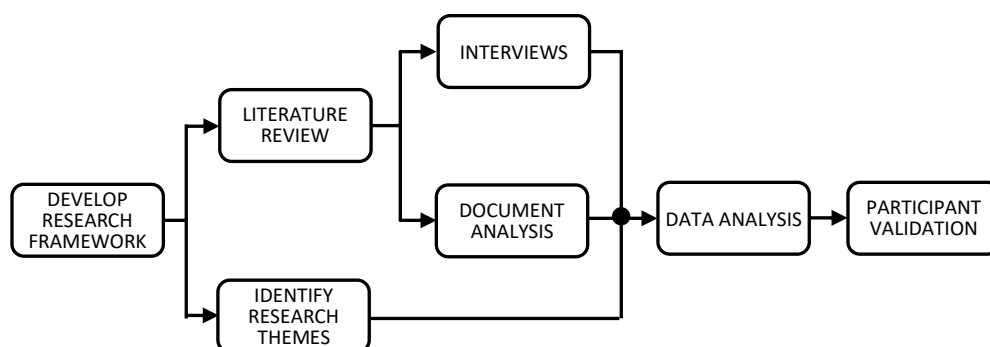 DEVELOP
RESEARCH
FRAMEWORK
LITERATURE
REVIEW
IDENTIFY
RESEARCH
THEMES
INTERVIEWS
DOCUMENT
ANALYSIS
DATA ANALYSIS
PARTICIPANT
VALIDATION